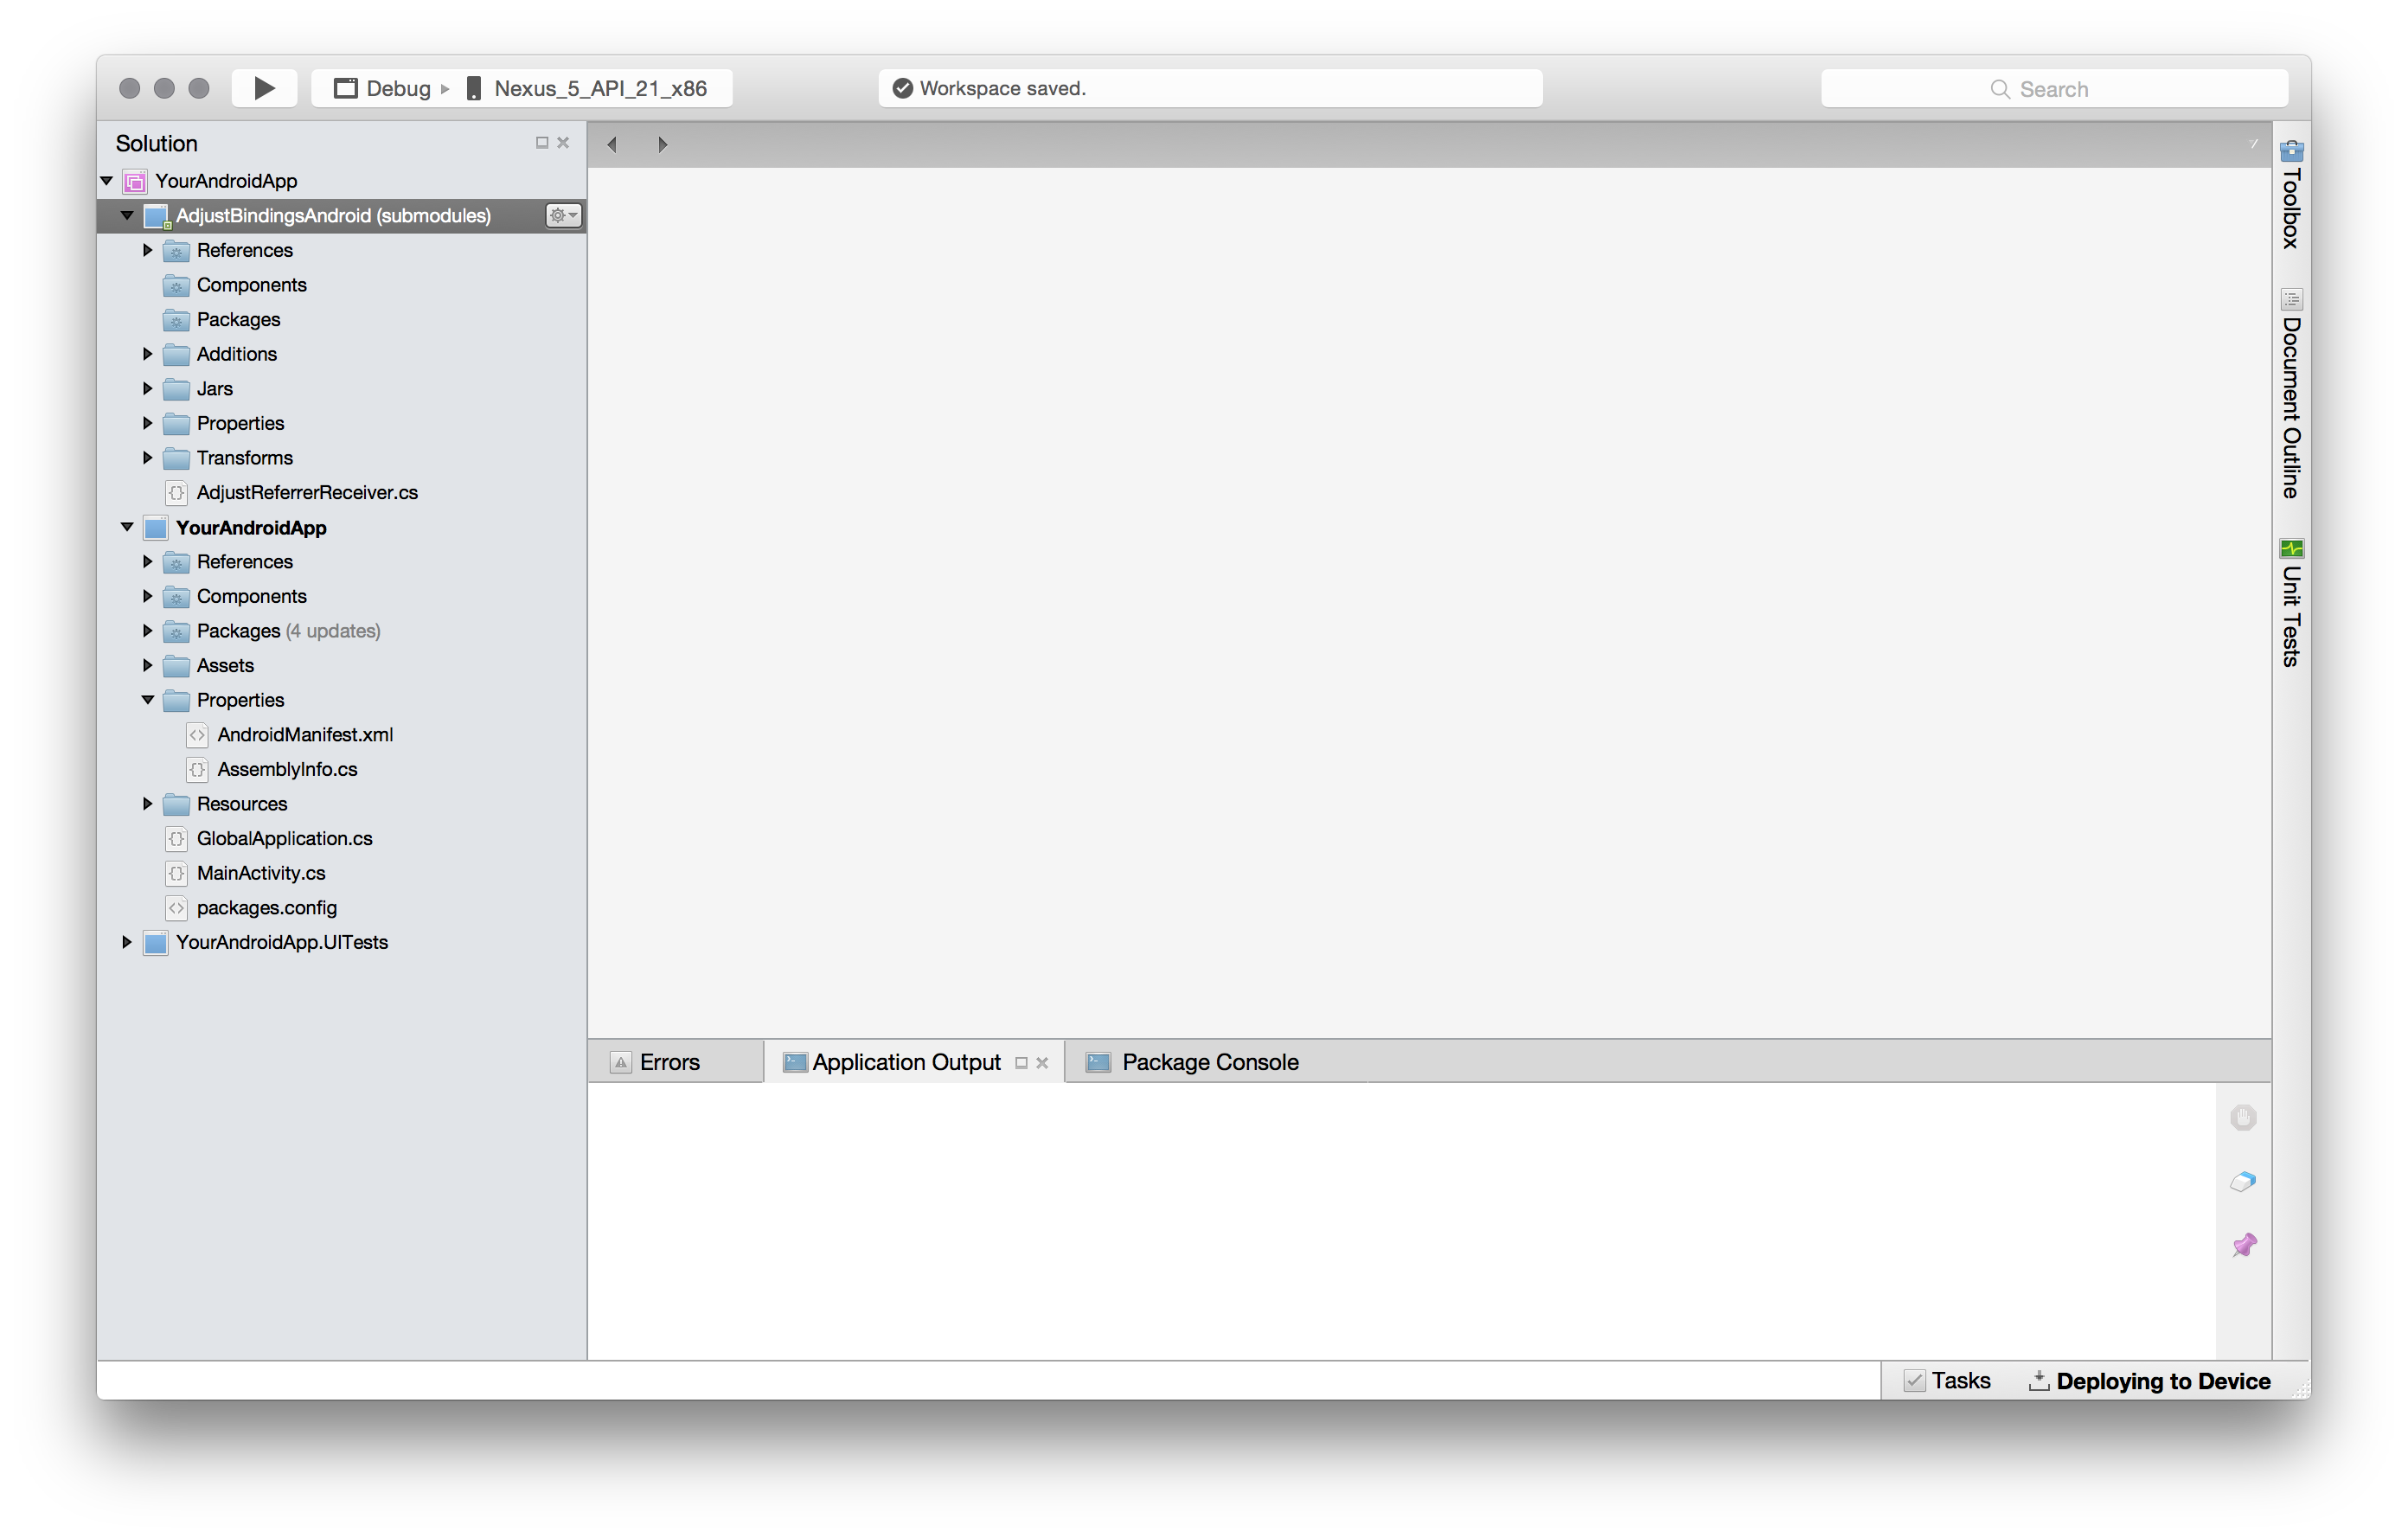 Debug Nexus_5_API_21_x86
Workspace saved.
Search
Solution
YourAndroidApp
AdjustBindingsAndroid (submodules)
References
Components
Packages
Additions
Jars
Properties
Transforms
AdjustReferrerReceiver.cs
YourAndroidApp
References
Components
Packages (4 updates)
Assets
Properties
AndroidManifest.xml
AssemblyInfo.cs
Resources
GlobalApplication.cs
MainActivity.cs
packages.config
YourAndroidApp.UITests
Toolbox
Document Outline
Unit Tests
Errors
Application Output
Package Console
Tasks
Deploying to Device